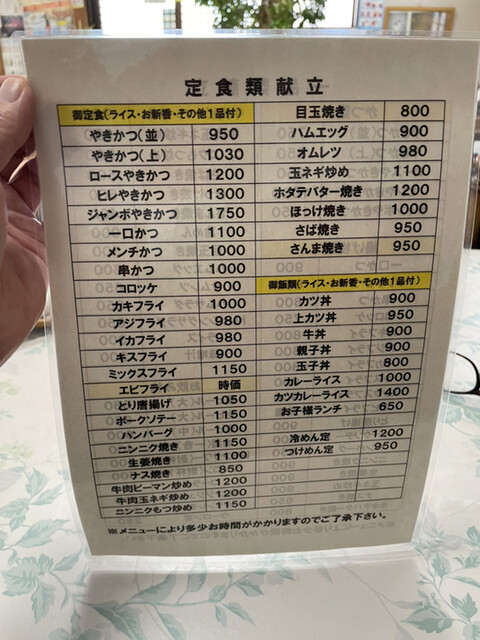 定食類献立
御定食(ライス・お新香・その他1品付)
やきかつ(並) 950
やきかつ(上) 1030
ロースやきかつ 1200
ヒレやきかつ 1300
ジャンボやきかつ 1750
一口かつ 1100
メンチかつ 1000
串かつ 1000
コロッケ 900
カキフライ 1000
アジフライ 980
イカフライ 980
キスフライ 900
ミックスフライ 1150
エビフライ 時価
とり唐揚げ 1050
ポークソテー 1150
ハンバーグ 1000
ニンニク焼き 1150
生姜焼き 1100
ナス焼き 850
牛肉ピーマン炒め 1200
牛肉玉ネギ炒め 1200
ニンニクもつ炒め 1150
目玉焼き 800
ハムエッグ 900
オムレツ 980
玉ネギ炒め 1100
ホタテバター焼き 1200
ほっけ焼き 1000
さば焼き 950
さんま焼き 950
御飯類(ライス・お新香・その他1品付)
カツ丼 900
上カツ丼 950
牛丼 900
親子丼 900
玉子丼 800
カレーライス 1000
カツカレーライス 1400
お子様ランチ 650
冷めん定 1200
つけめん定 950
※メニューにより多少お時間がかかりますのでご了承下さい。